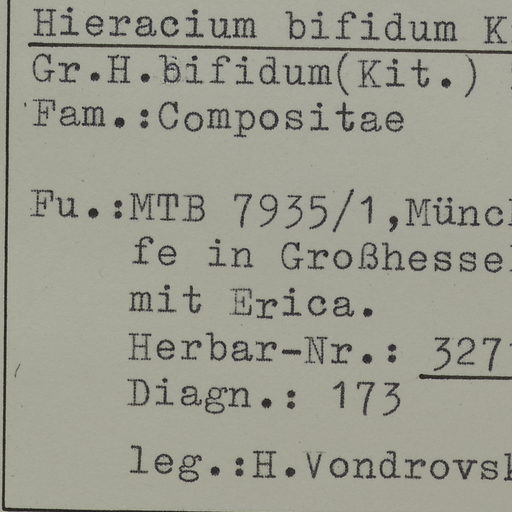 Hieracium bifidum K
Gr.H.bifidum(Kit.)
Fam.:Compositae
Fu.:MTB 7935/1,Münc
fe in Großhesse
mit Erica.
Herbar-Nr.: 327
Diagn.: 173
leg.:H.Vondrovs